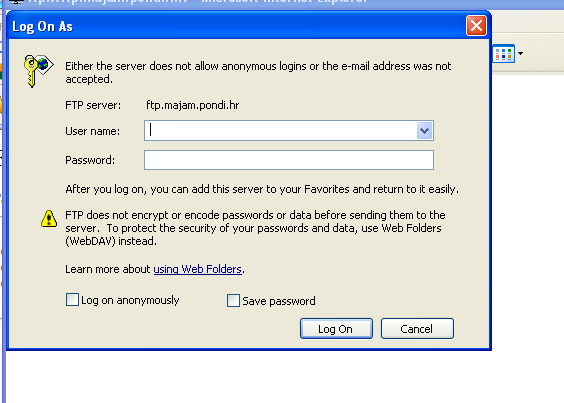 Log On As
Either the server does not allow anonymous logins or the e-mail address was not
accepted.
FTP server: ftp.majam.pondi.hr
User name:
Password:
After you log on, you can add this server to your Favorites and return to it easily.
FTP does not encrypt or encode passwords or data before sending them to the
server. To protect the security of your passwords and data, use Web Folders
(WebDAV) instead.
Learn more about using Web Folders.
Log on anonymously Save password
Log On Cancel